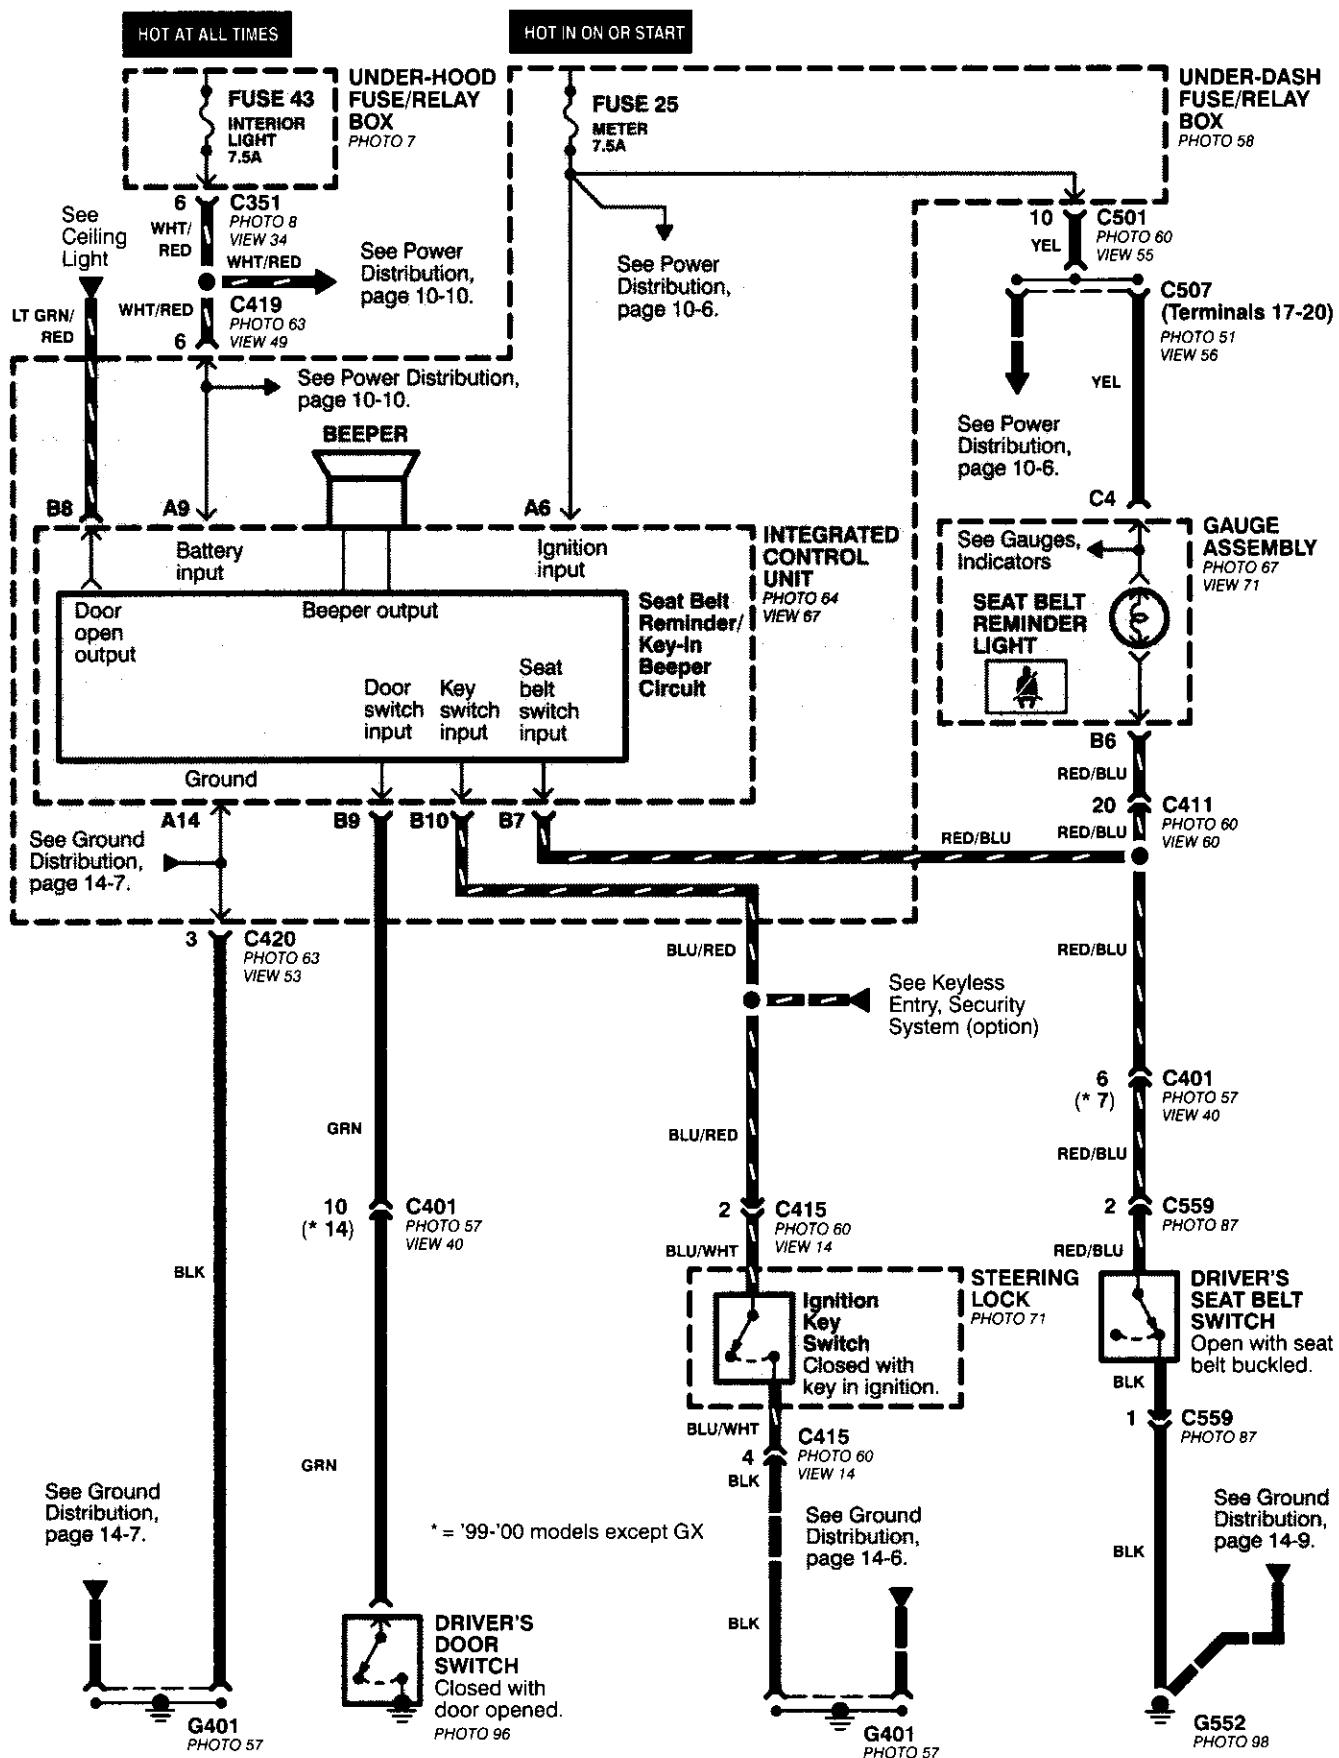 HOT AT ALL TIMES
HOT IN ON OR START
FUSE 43
INTERIOR
LIGHT
7.5A
UNDER-HOOD
FUSE/RELAY
BOX
PHOTO 7
FUSE 25
METER
7.5A
UNDER-DASH
FUSE/RELAY
BOX
PHOTO 58
6
C351
PHOTO 8
VIEW 34
WHT/
RED
WHT/RED
See Power
Distribution,
page 10-10.
See
Ceiling
Light
LT GRN/
RED
WHT/RED
C419
PHOTO 63
VIEW 49
6
See Power
Distribution,
page 10-6.
10
C501
PHOTO 60
VIEW 55
YEL
C507
(Terminals 17-20)
PHOTO 51
VIEW 56
YEL
See Power Distribution,
page 10-10.
See Power
Distribution,
page 10-6.
BEEPER
B8
A9
A6
C4
Battery
input
Ignition
input
INTEGRATED
CONTROL
UNIT
PHOTO 64
VIEW 67
See Gauges,
Indicators
GAUGE
ASSEMBLY
PHOTO 67
VIEW 71
Door
open
output
Beeper output
Seat Belt
Reminder/
Key-In
Beeper
Circuit
SEAT BELT
REMINDER
LIGHT
Door
switch
input
Key
switch
input
Seat
belt
switch
input
Ground
A14
B9
B10
B7
B6
RED/BLU
20
C411
PHOTO 60
VIEW 60
RED/BLU
RED/BLU
See Ground
Distribution,
page 14-7.
3
C420
PHOTO 63
VIEW 53
BLU/RED
RED/BLU
See Keyless
Entry, Security
System (option)
6
(* 7)
C401
PHOTO 57
VIEW 40
GRN
BLU/RED
RED/BLU
10
(* 14)
C401
PHOTO 57
VIEW 40
2
C415
PHOTO 60
VIEW 14
2
C559
PHOTO 87
BLU/WHT
RED/BLU
BLK
Ignition
Key
Switch
Closed with
key in ignition.
STEERING
LOCK
PHOTO 71
DRIVER'S
SEAT BELT
SWITCH
Open with seat
belt buckled.
BLK
BLU/WHT
4
C415
PHOTO 60
VIEW 14
BLK
1
C559
PHOTO 87
GRN
See Ground
Distribution,
page 14-7.
* = '99-'00 models except GX
See Ground
Distribution,
page 14-6.
See Ground
Distribution,
page 14-9.
BLK
BLK
DRIVER'S
DOOR
SWITCH
Closed with
door opened.
PHOTO 96
G401
PHOTO 57
G401
PHOTO 57
G552
PHOTO 98